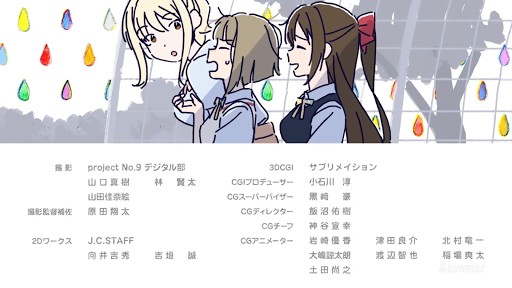 撮影 project No.9 デジタル部
山口真樹 林 賢太
山田佳奈絵
撮影監督補佐 原田翔太
2Dワークス J.C.STAFF
向井吉秀 吉垣 誠
3DCGI サブリメイション
CGIプロデューサー 小石川 淳
CGスーパーバイザー 黒﨑 豪
CGディレクター 飯沼佑樹
CGチーフ 神谷宣幸
CGアニメーター 岩崎優香 津田良介 北村竜一
大嶋諒太朗 渡辺智也 稲場爽太
土田尚之